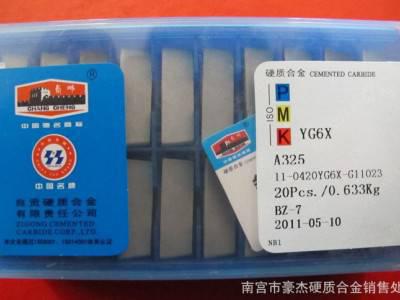 長城
®
CHANG CHENG
中国驰名商标
中国名牌
自贡硬质合金
有限责任公司
ZIGONG CEMENTED
CARBIDE CORP.,LTD.
硬质合金 CEMENTED CARBIDE
ISO
P
M
K
YG6X
A325
11-0420YG6X-G11023
20Pcs./0.633Kg
BZ-7
2011-05-10
NB1
南宫市豪杰硬质合金销售处